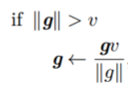 if ‖g‖ > v
g ← gv / ‖g‖